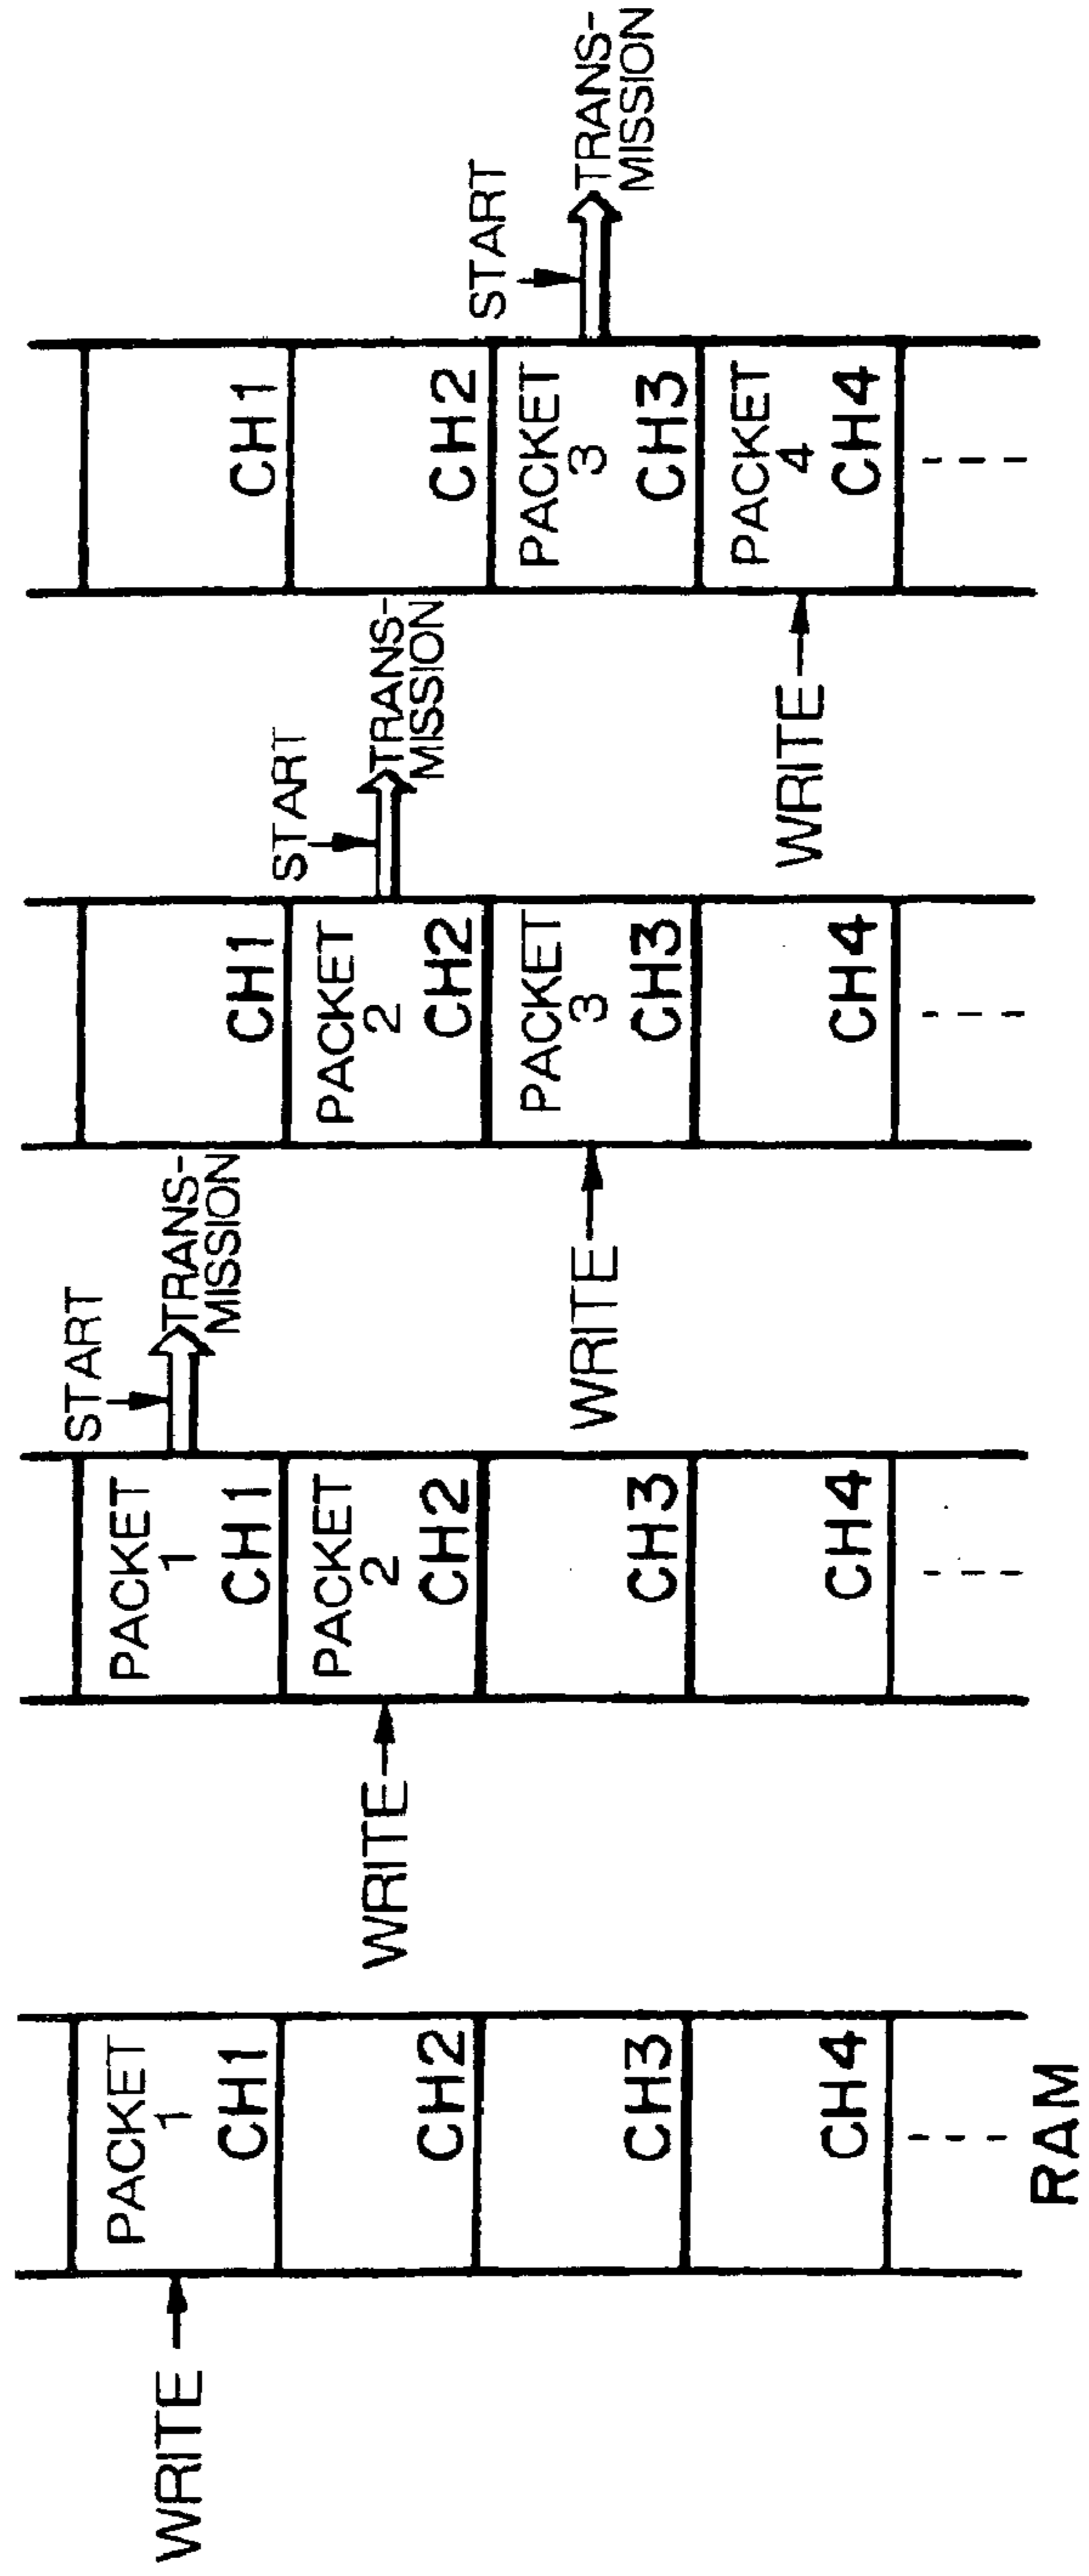 WRITE
PACKET
1
CH1
CH2
CH3
CH4
RAM
WRITE
PACKET
1
CH1
PACKET
2
CH2
CH3
CH4
START
TRANS-
MISSION
WRITE
CH1
PACKET
2
CH2
PACKET
3
CH3
CH4
START
TRANS-
MISSION
WRITE
CH1
CH2
PACKET
3
CH3
PACKET
4
CH4
START
TRANS-
MISSION